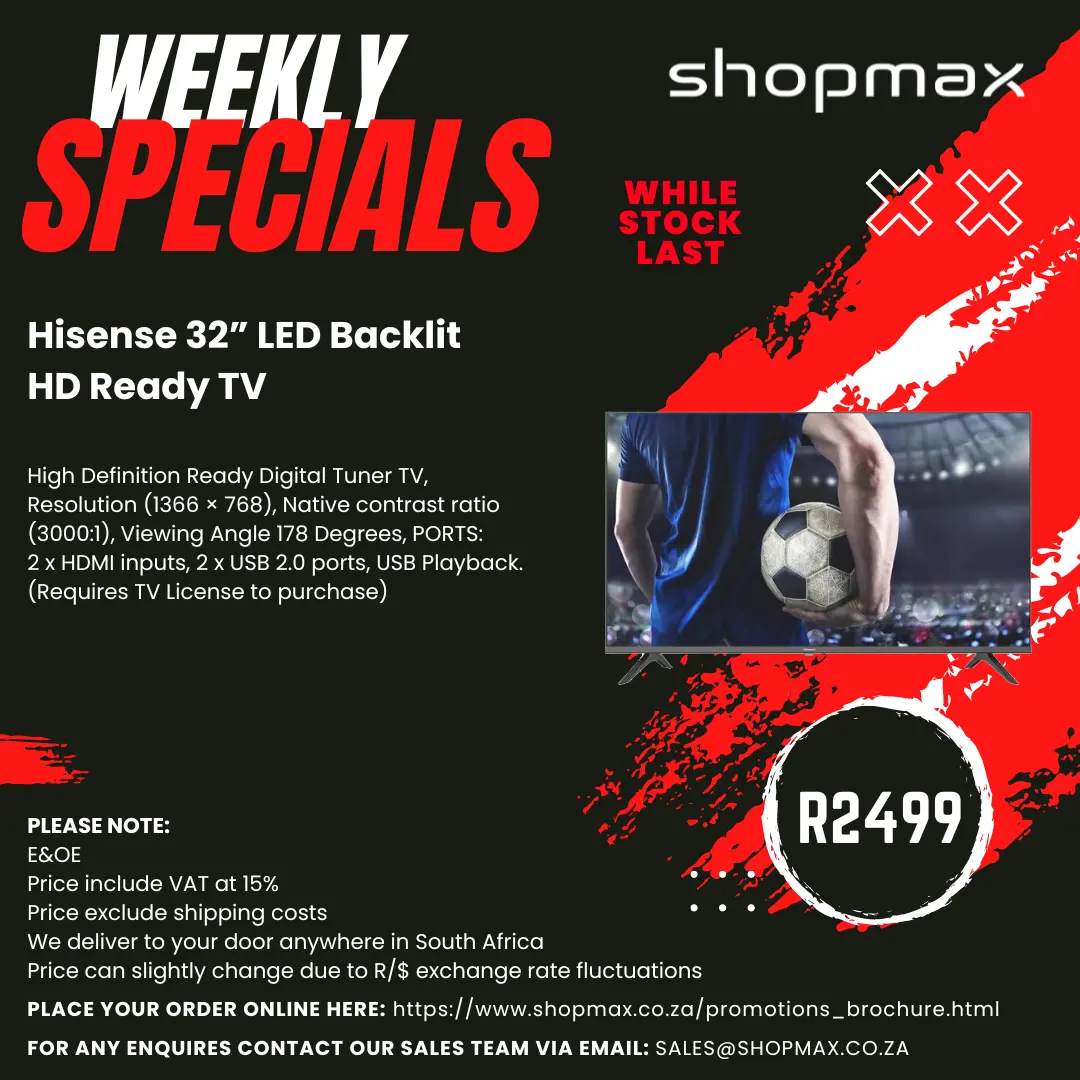 WEEKLY
SPECIALS
shopmax
WHILE
STOCK
LAST
Hisense 32” LED Backlit
HD Ready TV
High Definition Ready Digital Tuner TV,
Resolution (1366 × 768), Native contrast ratio
(3000:1), Viewing Angle 178 Degrees, PORTS:
2 x HDMI inputs, 2 x USB 2.0 ports, USB Playback.
(Requires TV License to purchase)
R2499
PLEASE NOTE:
E&OE
Price include VAT at 15%
Price exclude shipping costs
We deliver to your door anywhere in South Africa
Price can slightly change due to R/$ exchange rate fluctuations
PLACE YOUR ORDER ONLINE HERE: https://www.shopmax.co.za/promotions_brochure.html
FOR ANY ENQUIRES CONTACT OUR SALES TEAM VIA EMAIL: SALES@SHOPMAX.CO.ZA